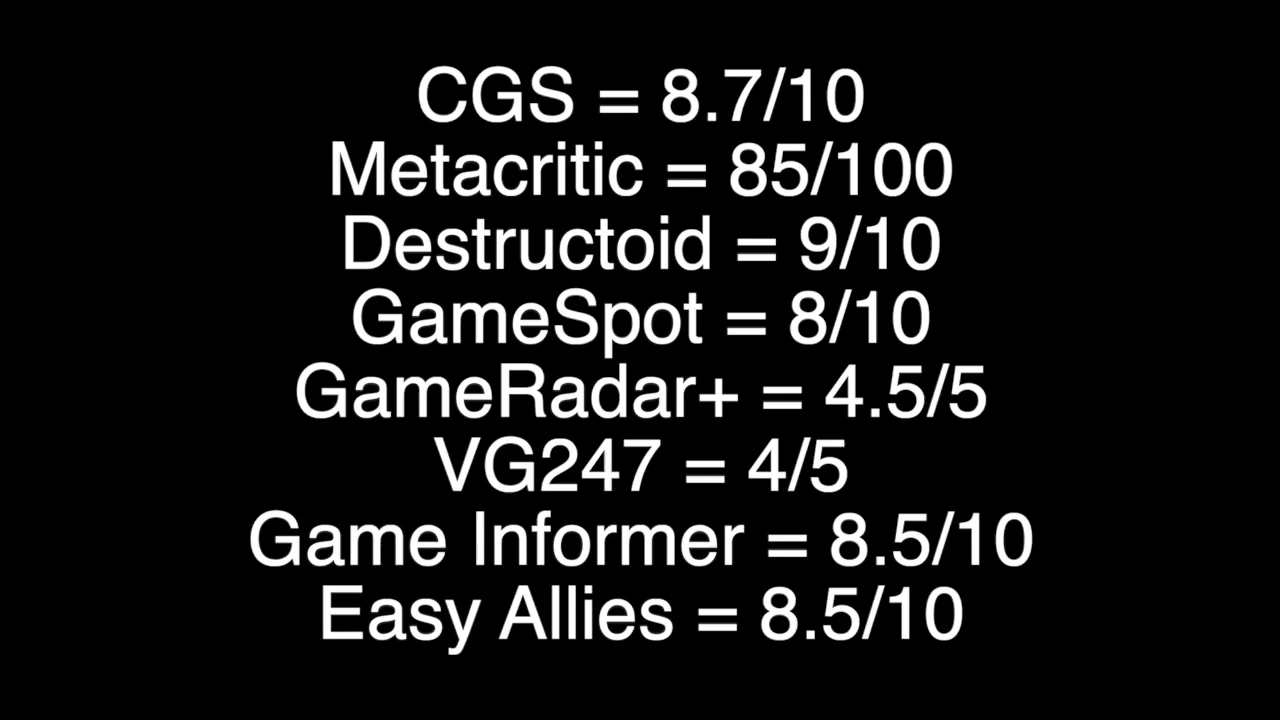 CGS = 8.7/10
Metacritic = 85/100
Destructoid = 9/10
GameSpot = 8/10
GameRadar+ = 4.5/5
VG247 = 4/5
Game Informer = 8.5/10
Easy Allies = 8.5/10